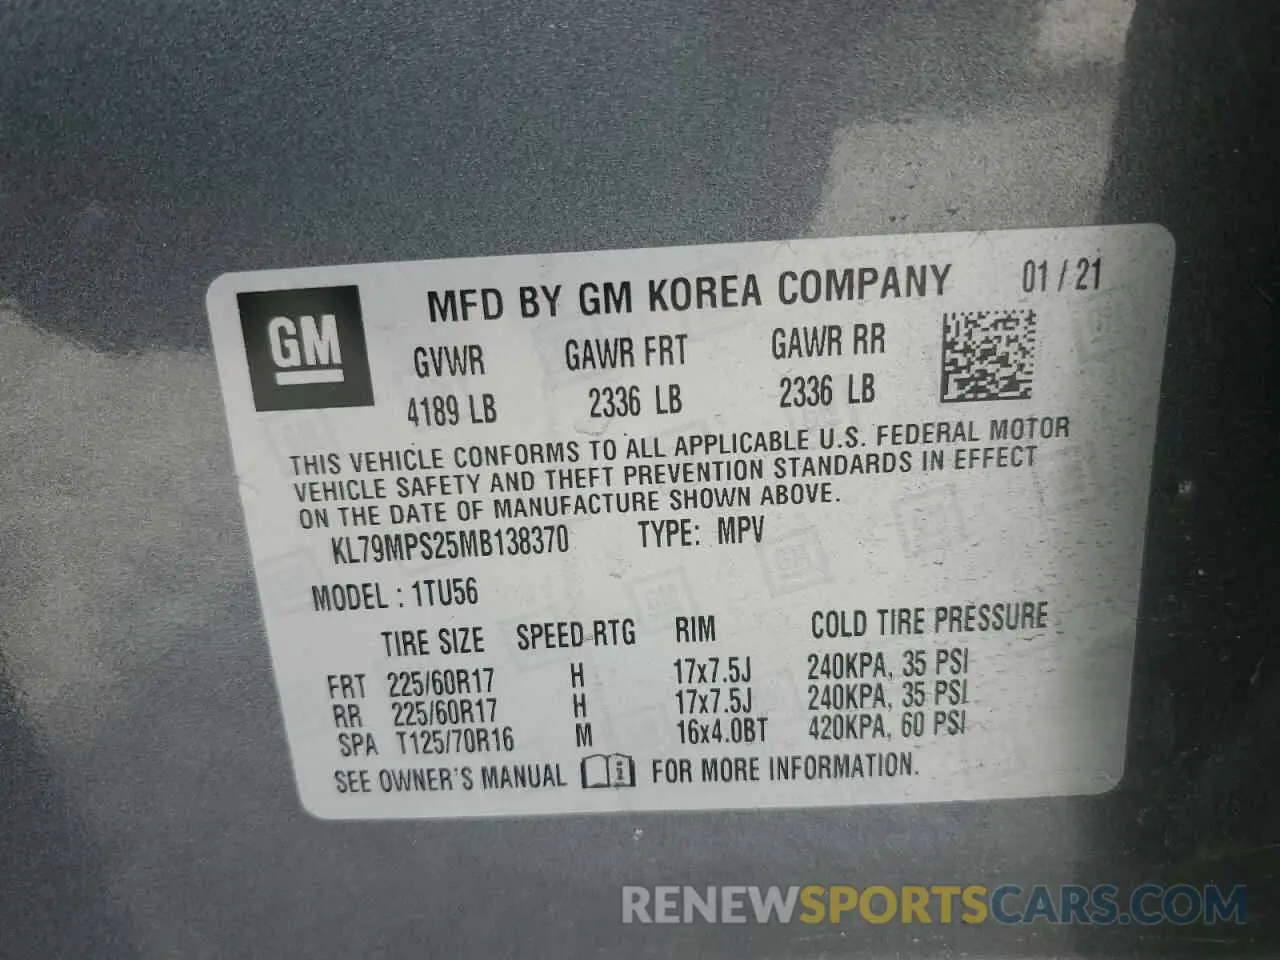 GM
MFD BY GM KOREA COMPANY 01/21
GVWR GAWR FRT GAWR RR
4189 LB 2336 LB 2336 LB
THIS VEHICLE CONFORMS TO ALL APPLICABLE U.S. FEDERAL MOTOR
VEHICLE SAFETY AND THEFT PREVENTION STANDARDS IN EFFECT
ON THE DATE OF MANUFACTURE SHOWN ABOVE.
KL79MPS25MB138370 TYPE: MPV
MODEL : 1TU56
TIRE SIZE SPEED RTG RIM COLD TIRE PRESSURE
FRT 225/60R17 H 17x7.5J 240KPA, 35 PSI
RR 225/60R17 H 17x7.5J 240KPA, 35 PSI
SPA T125/70R16 M 16x4.0BT 420KPA, 60 PSI
SEE OWNER'S MANUAL i FOR MORE INFORMATION.
RENEWSPORTSCARS.COM